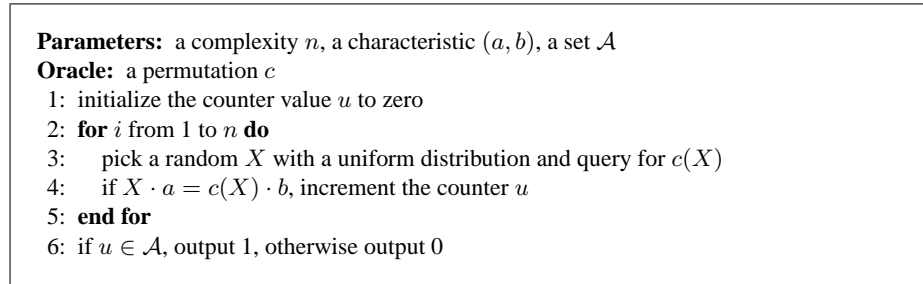 Parameters: a complexity n, a characteristic (a, b), a set 𝒜
Oracle: a permutation c
1: initialize the counter value u to zero
2: for i from 1 to n do
3: pick a random X with a uniform distribution and query for c(X)
4: if X · a = c(X) · b, increment the counter u
5: end for
6: if u ∈ 𝒜, output 1, otherwise output 0